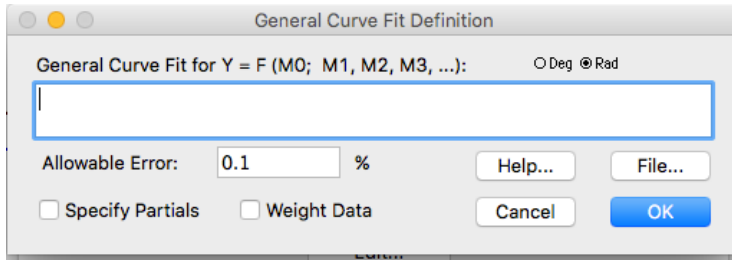 General Curve Fit Definition
General Curve Fit for Y = F (M0;  M1, M2, M3, ...): Deg Rad
Allowable Error: 0.1 % Help... File...
Specify Partials Weight Data Cancel OK
Edit...